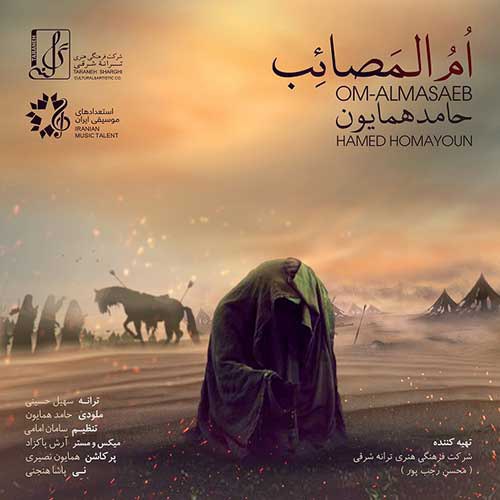 اُمُ المَصائِب
OM-ALMASAEB
حامد همایون
HAMED HOMAYOUN
شرکت فرهنگی هنری
ترانه شرقی
TARANEH SHARGHI
CULTURAL&ARTISTIC CO.
استعدادهای
موسیقی ایران
IRANIAN
MUSIC TALENT
ترانه سهیل حسینی
ملودی حامد همایون
تنظیم سامان امامی
میکس و مستر آرش پاکزاد
پرکاشن همایون نصیری
نی پاشا هنجنی
تهیه کننده
شرکت فرهنگی هنری ترانه شرقی
( محسن رجب پور )